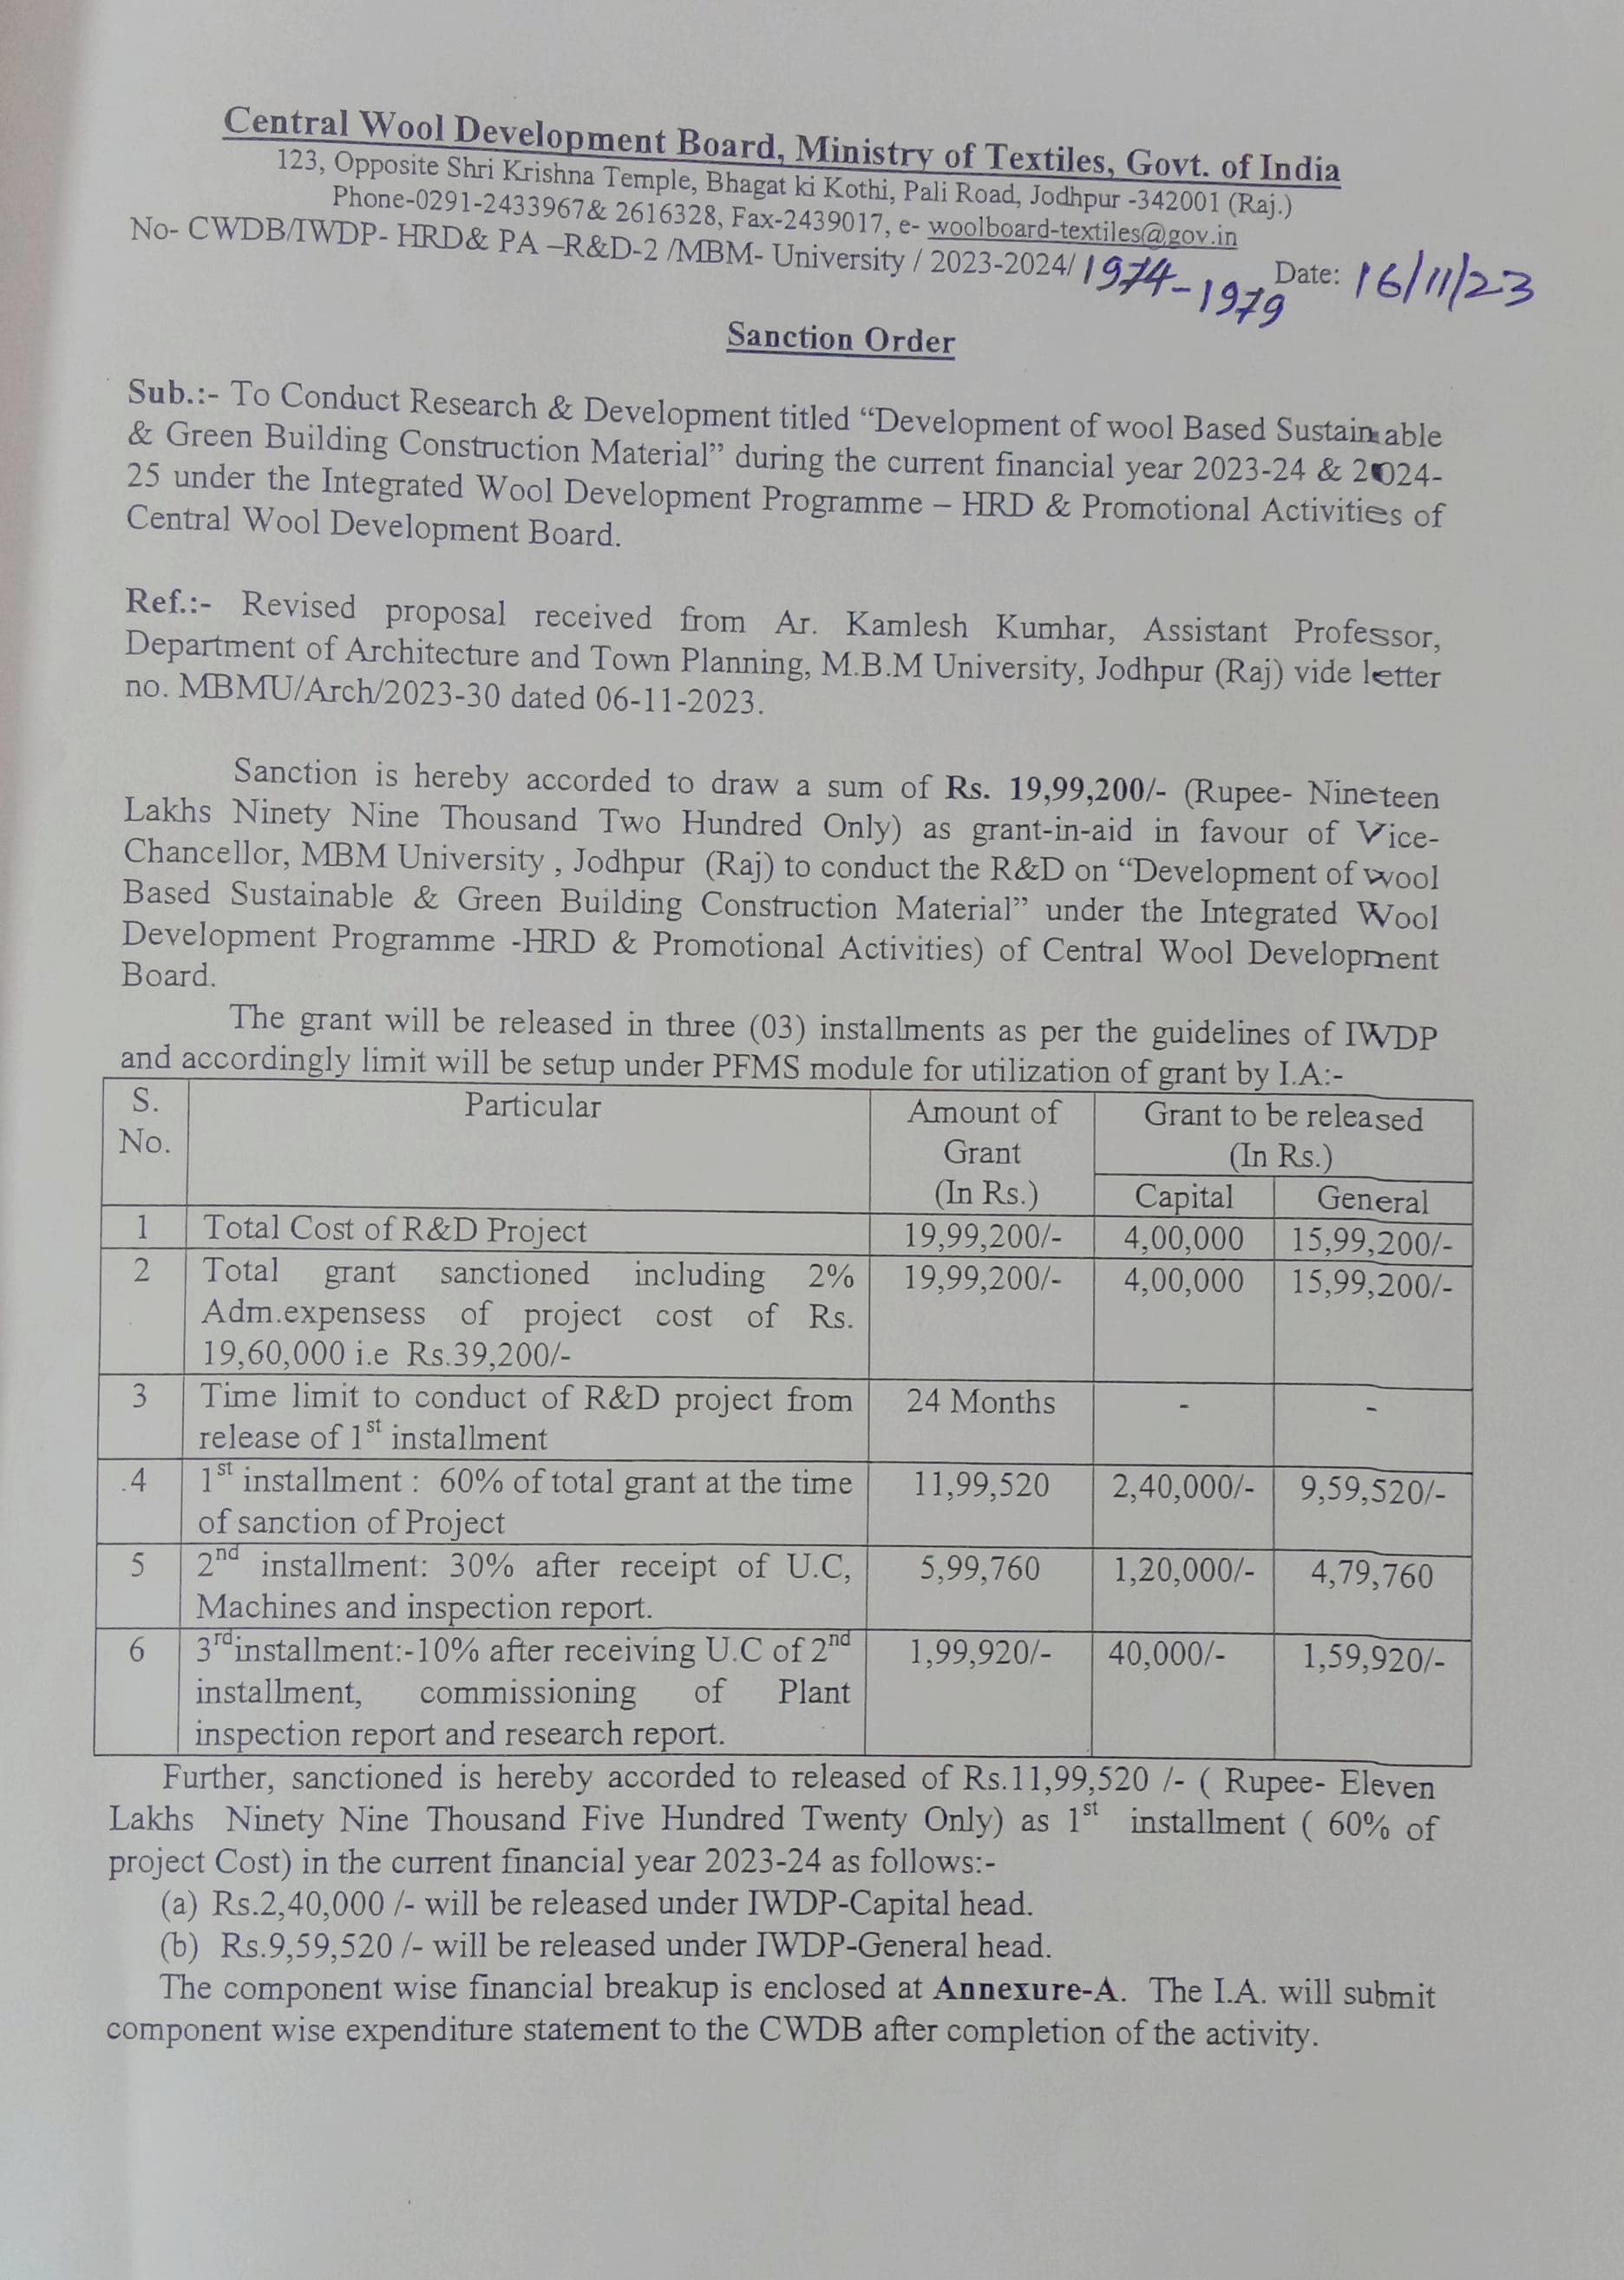 Central Wool Development Board, Ministry of Textiles, Govt. of India
123, Opposite Shri Krishna Temple, Bhagat ki Kothi, Pali Road, Jodhpur -342001 (Raj.)
Phone-0291-2433967& 2616328, Fax-2439017, e- woolboard-textiles@gov.in
No- CWDB/IWDP- HRD& PA –R&D-2 /MBM- University / 2023-2024/ 1974-1979 Date: 16/11/23
Sanction Order
Sub.:- To Conduct Research & Development titled “Development of wool Based Sustainable
& Green Building Construction Material” during the current financial year 2023-24 & 2024-
25 under the Integrated Wool Development Programme – HRD & Promotional Activities of
Central Wool Development Board.
Ref.:- Revised proposal received from Ar. Kamlesh Kumhar, Assistant Professor,
Department of Architecture and Town Planning, M.B.M University, Jodhpur (Raj) vide letter
no. MBMU/Arch/2023-30 dated 06-11-2023.
Sanction is hereby accorded to draw a sum of Rs. 19,99,200/- (Rupee- Nineteen
Lakhs Ninety Nine Thousand Two Hundred Only) as grant-in-aid in favour of Vice-
Chancellor, MBM University , Jodhpur (Raj) to conduct the R&D on “Development of wool
Based Sustainable & Green Building Construction Material” under the Integrated Wool
Development Programme -HRD & Promotional Activities) of Central Wool Development
Board.
The grant will be released in three (03) installments as per the guidelines of IWDP
and accordingly limit will be setup under PFMS module for utilization of grant by I.A:-
S. No. Particular Amount of Grant (In Rs.) Grant to be released (In Rs.)
Capital General
1 Total Cost of R&D Project 19,99,200/- 4,00,000 15,99,200/-
2 Total grant sanctioned including 2% 19,99,200/- 4,00,000 15,99,200/-
Adm.expensess of project cost of Rs.
19,60,000 i.e Rs.39,200/-
3 Time limit to conduct of R&D project from 24 Months - -
release of 1st installment
.4 1st installment : 60% of total grant at the time 11,99,520 2,40,000/- 9,59,520/-
of sanction of Project
5 2nd installment: 30% after receipt of U.C, 5,99,760 1,20,000/- 4,79,760
Machines and inspection report.
6 3rdinstallment:-10% after receiving U.C of 2nd 1,99,920/- 40,000/- 1,59,920/-
installment, commissioning of Plant
inspection report and research report.
Further, sanctioned is hereby accorded to released of Rs.11,99,520 /- ( Rupee- Eleven
Lakhs Ninety Nine Thousand Five Hundred Twenty Only) as 1st installment ( 60% of
project Cost) in the current financial year 2023-24 as follows:-
(a) Rs.2,40,000 /- will be released under IWDP-Capital head.
(b) Rs.9,59,520 /- will be released under IWDP-General head.
The component wise financial breakup is enclosed at Annexure-A. The I.A. will submit
component wise expenditure statement to the CWDB after completion of the activity.